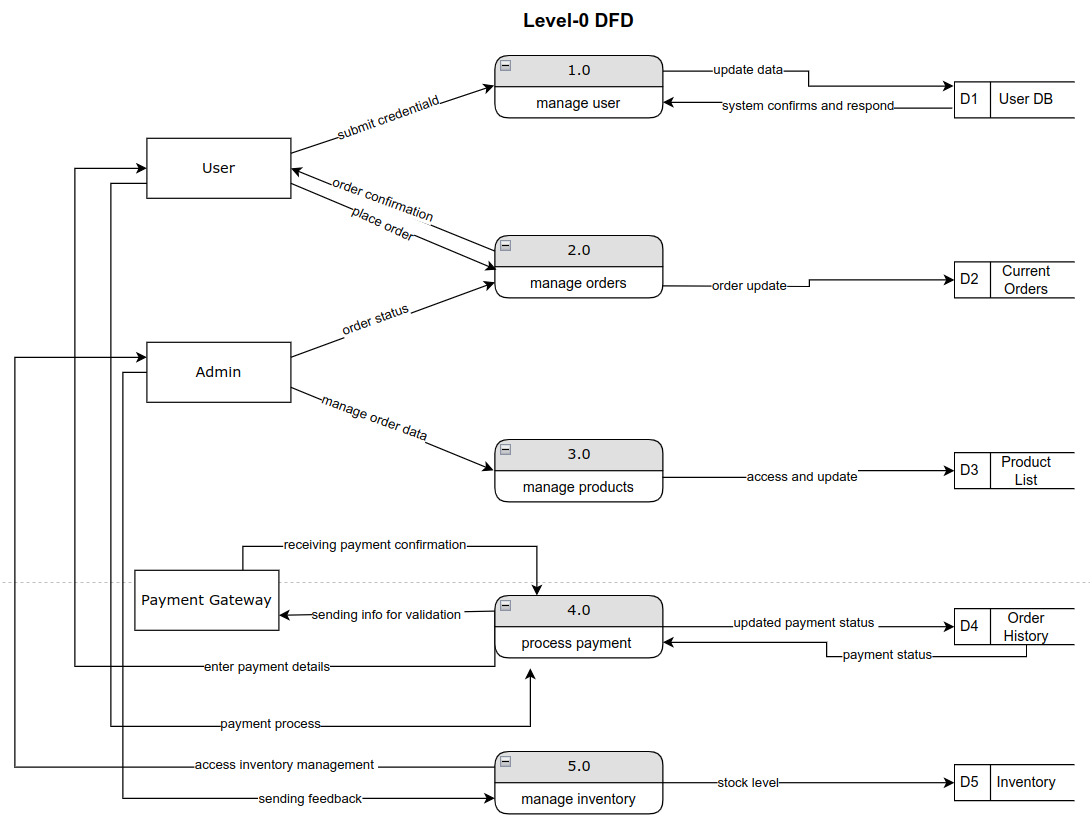 Level-0 DFD
1.0
manage user
update data
D1
User DB
system confirms and respond
submit credentiald
User
order confirmation
place order
2.0
manage orders
order update
D2
Current
Orders
order status
Admin
manage order data
3.0
manage products
access and update
D3
Product
List
receiving payment confirmation
Payment Gateway
sending info for validation
4.0
process payment
updated payment status
D4
Order
History
payment status
enter payment details
payment process
access inventory management
5.0
manage inventory
stock level
D5
Inventory
sending feedback